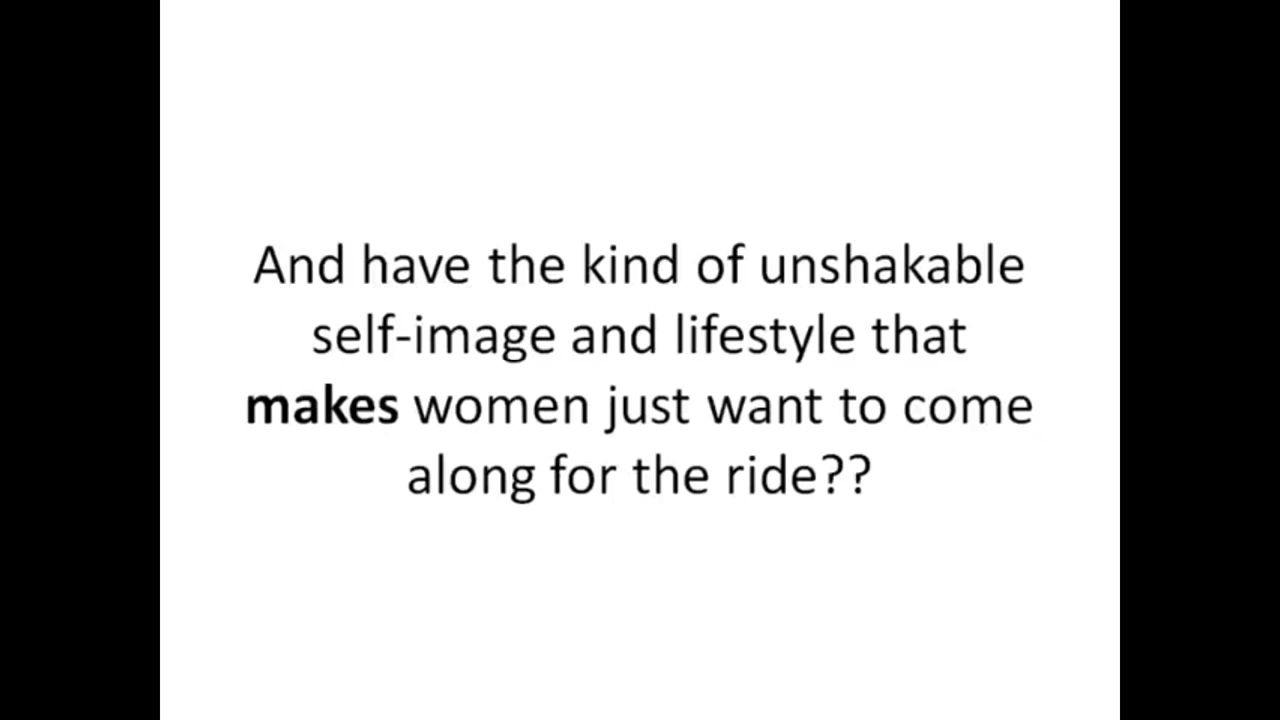 And have the kind of unshakable
self-image and lifestyle that
makes women just want to come
along for the ride??